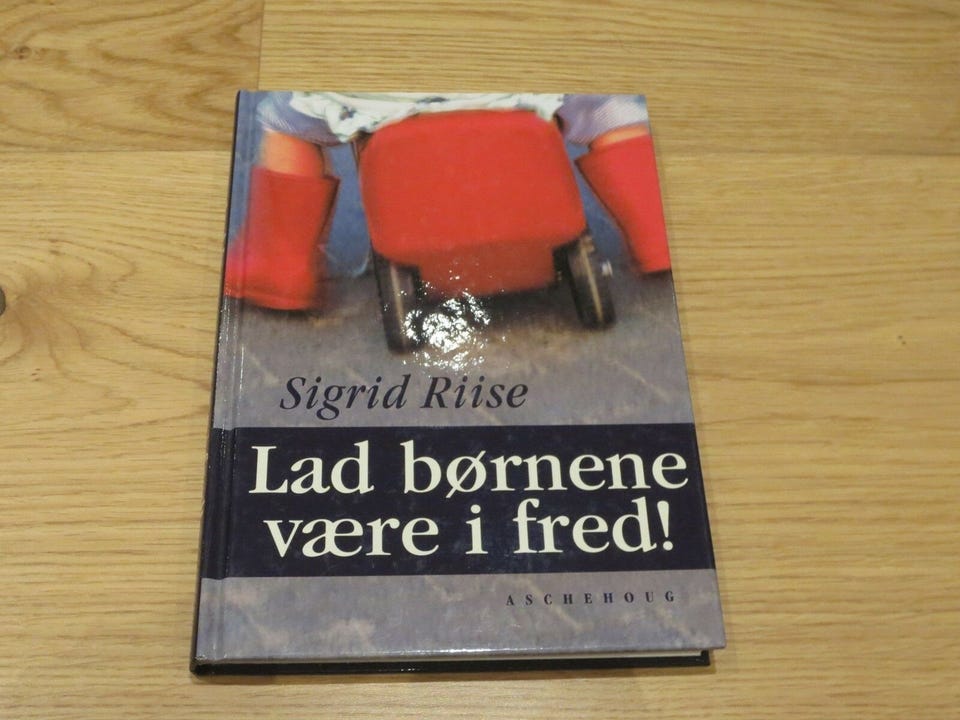 Sigrid Riise
Lad børnene
være i fred!
ASCHEHOUG